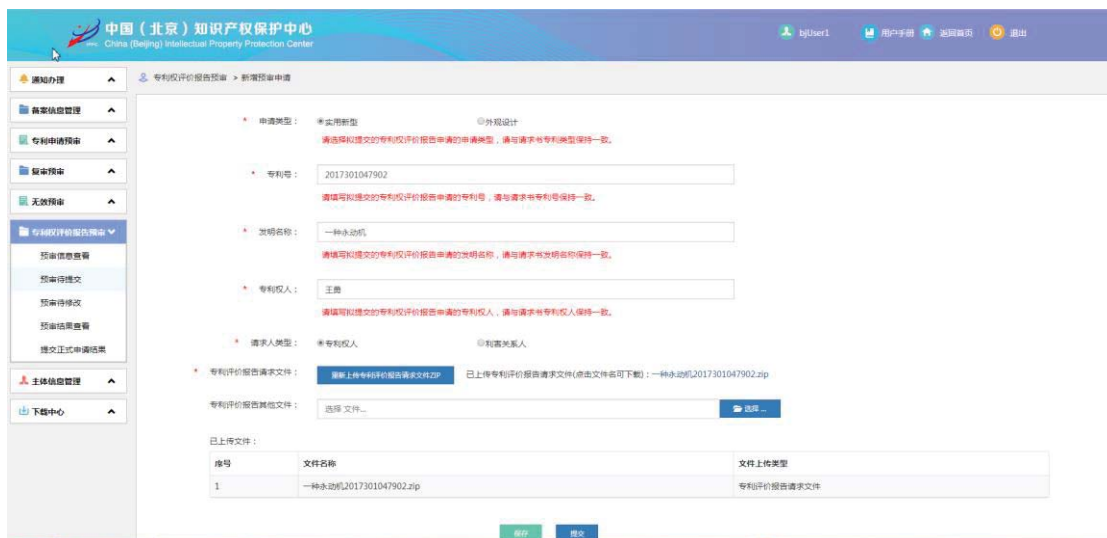 中国（北京）知识产权保护中心
China (Beijing) Intellectual Property Protection Center
bjUser1 用户手册 返回首页 退出
通知办理
专利权评价报告预审 > 新增预审申请
备案信息管理
专利申请预审
复审预审
无效预审
专利权评价报告预审
预审信息查看
预审待提交
预审待修改
预审结果查看
提交正式申请结果
主体信息管理
下载中心
* 申请类型： 实用新型 外观设计
请选择拟提交的专利权评价报告申请的申请类型，请与请求书专利类型保持一致。
* 专利号： 2017301047902
请填写拟提交的专利权评价报告申请的专利号，请与请求书专利号保持一致。
* 发明名称： 一种永动机
请填写拟提交的专利权评价报告申请的发明名称，请与请求书发明名称保持一致。
* 专利权人： 王勇
请填写拟提交的专利权评价报告申请的专利权人，请与请求书专利权人保持一致。
* 请求人类型： 专利权人 利害关系人
* 专利评价报告请求文件： 重新上传专利评价报告请求文件ZIP 已上传专利评价报告请求文件(点击文件名可下载)：一种永动机2017301047902.zip
专利评价报告其他文件： 选择 文件... 选择 ...
已上传文件：
序号 文件名称 文件上传类型
1 一种永动机2017301047902.zip 专利评价报告请求文件
保存 提交